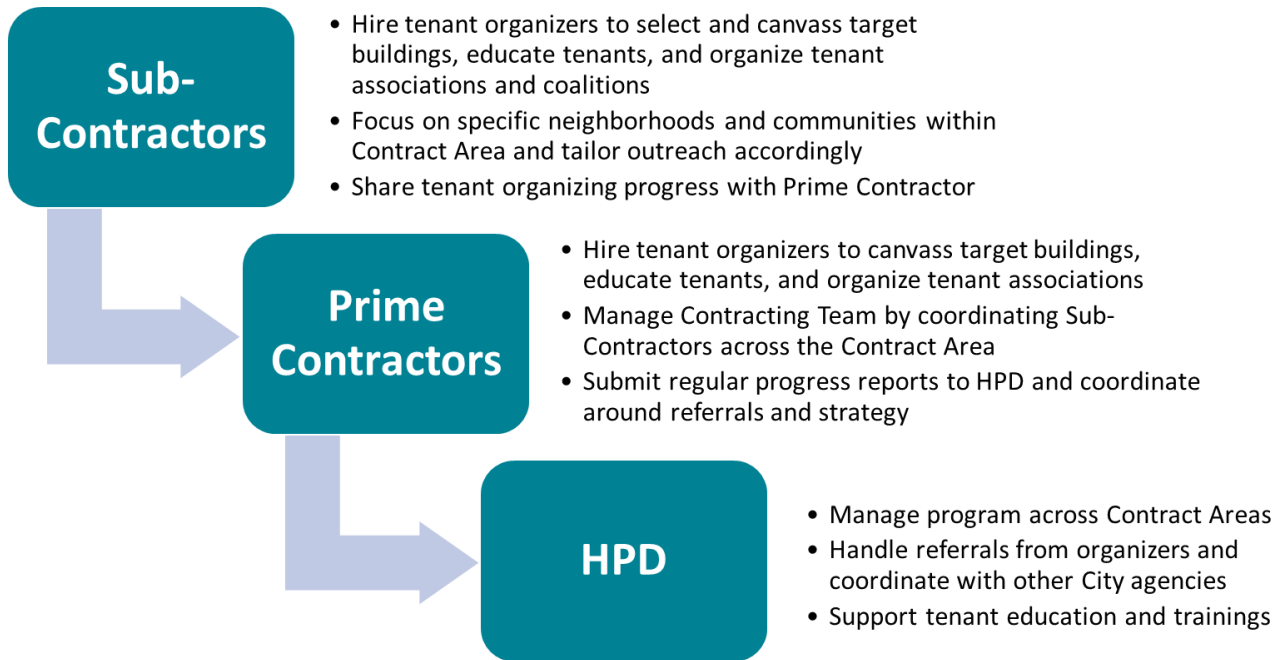 Sub-
Contractors
• Hire tenant organizers to select and canvass target
buildings, educate tenants, and organize tenant
associations and coalitions
• Focus on specific neighborhoods and communities within
Contract Area and tailor outreach accordingly
• Share tenant organizing progress with Prime Contractor
Prime
Contractors
• Hire tenant organizers to canvass target buildings,
educate tenants, and organize tenant associations
• Manage Contracting Team by coordinating Sub-
Contractors across the Contract Area
• Submit regular progress reports to HPD and coordinate
around referrals and strategy
HPD
• Manage program across Contract Areas
• Handle referrals from organizers and
coordinate with other City agencies
• Support tenant education and trainings